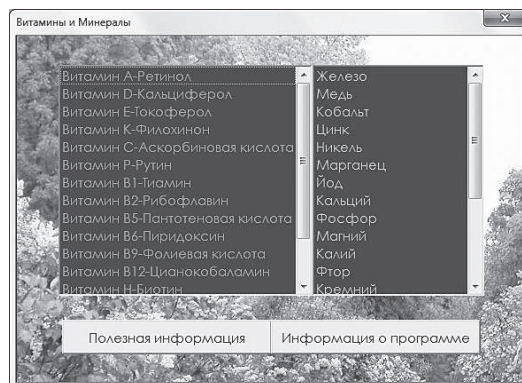 Витамины и Минералы
Витамин А-Ретинол
Витамин D-Кальциферол
Витамин Е-Токоферол
Витамин К-Филохинон
Витамин С-Аскорбиновая кислота
Витамин Р-Рутин
Витамин В1-Тиамин
Витамин В2-Рибофлавин
Витамин В5-Пантотеновая кислота
Витамин В6-Пиридоксин
Витамин В9-Фолиевая кислота
Витамин В12-Цианокобаламин
Витамин Н-Биотин
Железо
Медь
Кобальт
Цинк
Никель
Марганец
Йод
Кальций
Фосфор
Магний
Калий
Фтор
Кремний
Полезная информация
Информация о программе